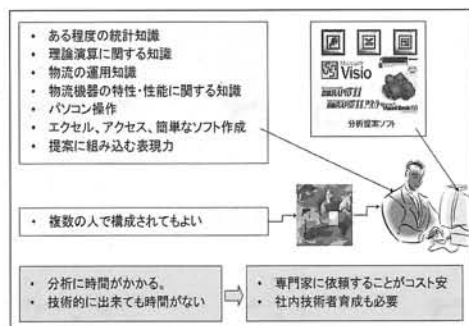 ・ ある程度の統計知識
・ 理論演算に関する知識
・ 物流の運用知識
・ 物流機器の特性・性能に関する知識
・ パソコン操作
・ エクセル、アクセス、簡単なソフト作成
・ 提案に組み込む表現力
Microsoft
Visio
分析提案ソフト
・ 複数の人で構成されてもよい
・ 分析に時間がかかる。
・ 技術的に出来ても時間がない
・ 専門家に依頼することがコスト安
・ 社内技術者育成も必要